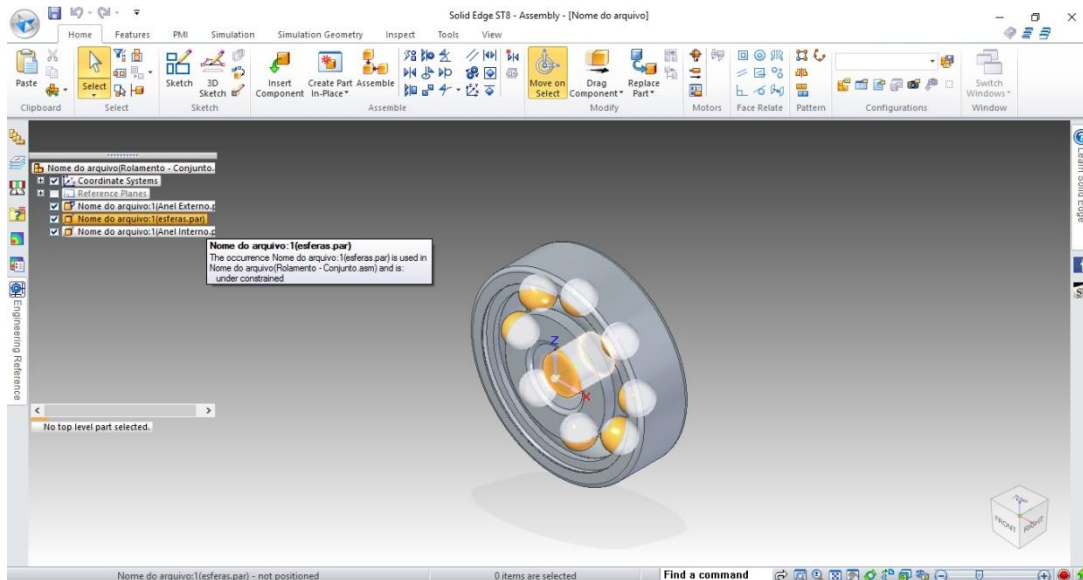 Solid Edge ST8 - Assembly - [Nome do arquivo]
Home Features PMI Simulation Simulation Geometry Inspect Tools View
Paste
Select
Sketch
3D Sketch
Insert Component
Create Part In-Place
Assemble
Move on Select
Drag Component
Replace Part
Switch Windows
Clipboard Select Sketch Assemble Modify Motors Face Relate Pattern Configurations Window
Nome do arquivo(Rolamento - Conjunto.
Coordinate Systems
Reference Planes
Nome do arquivo:1(Anel Externo.p
Nome do arquivo:1(esferas.par)
Nome do arquivo:1(Anel Interno.p
Nome do arquivo:1(esferas.par)
The occurrence Nome do arquivo:1(esferas.par) is used in
Nome do arquivo(Rolamento - Conjunto.asm) and is:
under constrained
Engineering Reference
Learn Solid Edge
No top level part selected.
Z
X
TOP
FRONT
RIGHT
Nome do arquivo:1(esferas.par) - not positioned
0 items are selected
Find a command